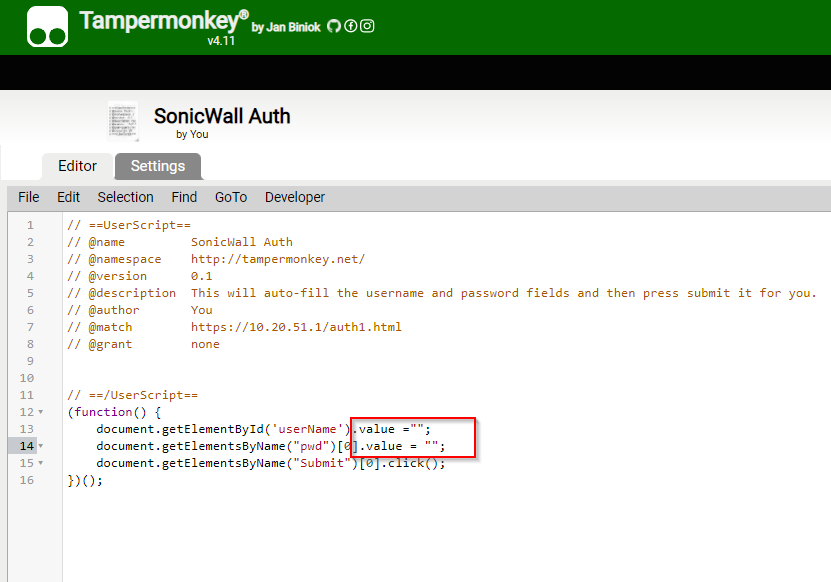 Tampermonkey® by Jan Biniok
v4.11
SonicWall Auth
by You
Editor Settings
File Edit Selection Find GoTo Developer
1 // ==UserScript==
2 // @name         SonicWall Auth
3 // @namespace    http://tampermonkey.net/
4 // @version      0.1
5 // @description  This will auto-fill the username and password fields and then press submit it for you.
6 // @author       You
7 // @match        https://10.20.51.1/auth1.html
8 // @grant        none
9
10
11 // ==/UserScript==
12 (function() {
13     document.getElementById('userName').value ="";
14     document.getElementsByName("pwd")[0].value = "";
15     document.getElementsByName("Submit")[0].click();
16 })();